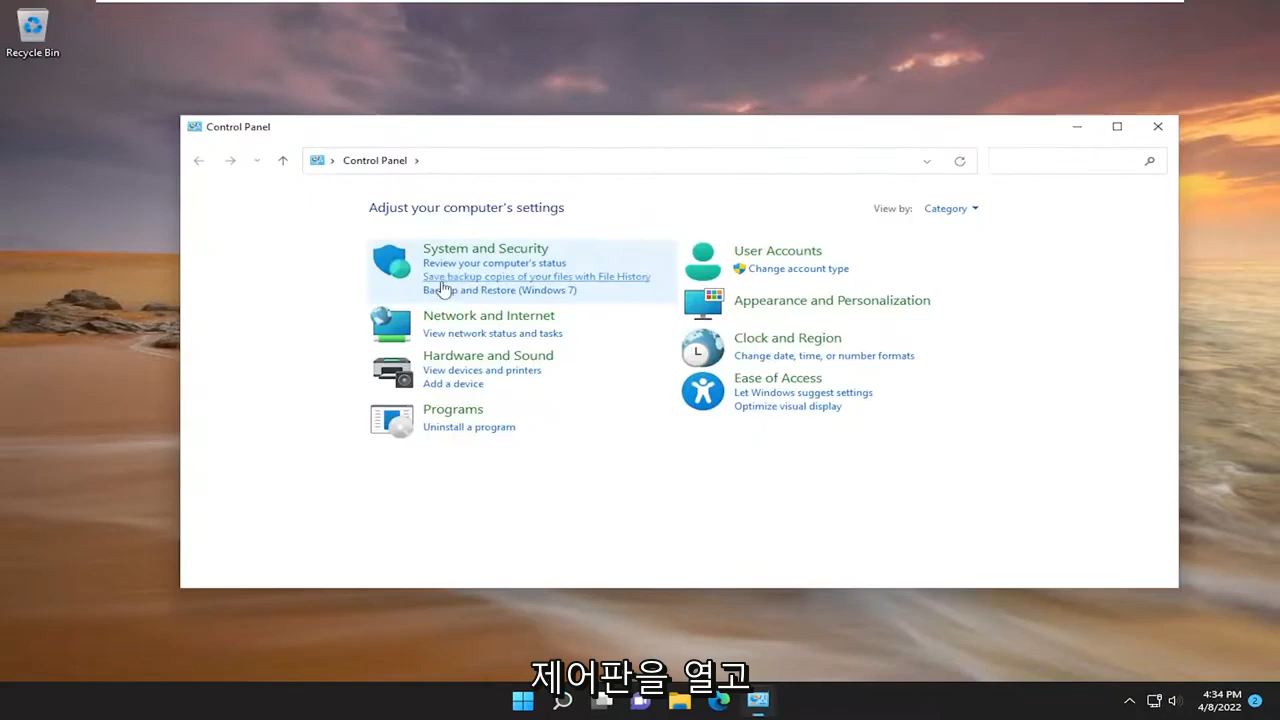 Recycle Bin
Control Panel
Control Panel
Adjust your computer's settings
View by: Category
System and Security
Review your computer's status
Save backup copies of your files with File History
Backup and Restore (Windows 7)
Network and Internet
View network status and tasks
Hardware and Sound
View devices and printers
Add a device
Programs
Uninstall a program
User Accounts
Change account type
Appearance and Personalization
Clock and Region
Change date, time, or number formats
Ease of Access
Let Windows suggest settings
Optimize visual display
제어판을 열고
4:34 PM
4/8/2022
2